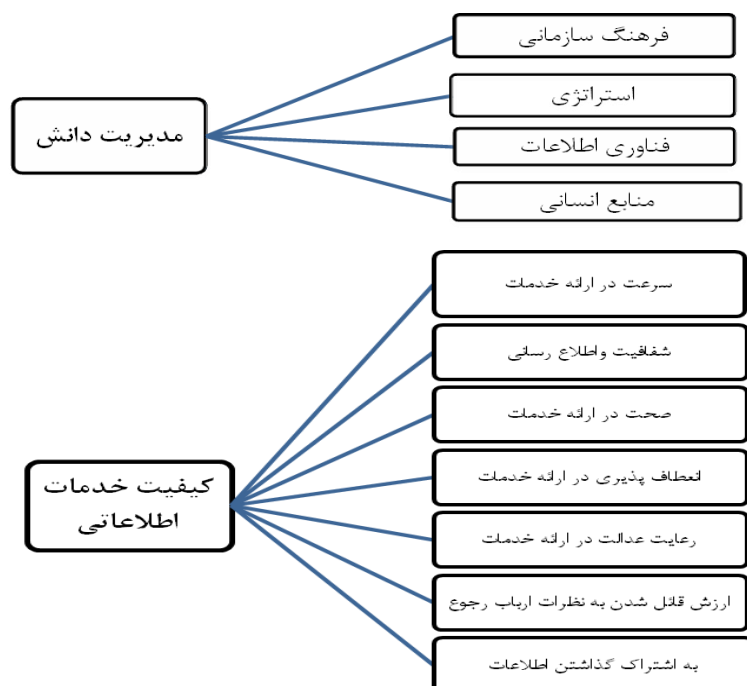 مدیریت دانش
فرهنگ سازمانی
استراتژی
فناوری اطلاعات
منابع انسانی
کیفیت خدمات
اطلاعاتی
سرعت در ارائه خدمات
شفافیت واطلاع رسانی
صحت در ارائه خدمات
انعطاف پذیری در ارائه خدمات
رعایت عدالت در ارائه خدمات
ارزش قائل شدن به نظرات ارباب رجوع
به اشتراک گذاشتن اطلاعات